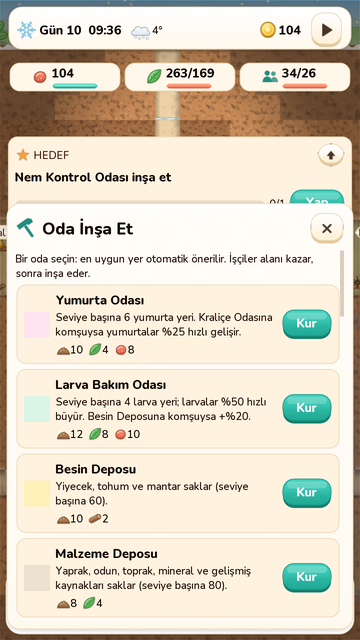 Gün 10 09:36
4°
104
104
263/169
34/26
HEDEF
Nem Kontrol Odası inşa et
0/1
Yap
Oda İnşa Et
Bir oda seçin: en uygun yer otomatik önerilir. İşçiler alanı kazar,
sonra inşa eder.
Yumurta Odası
Seviye başına 6 yumurta yeri. Kraliçe Odasına
komşuysa yumurtalar %25 hızlı gelişir.
10 4 8
Kur
Larva Bakım Odası
Seviye başına 4 larva yeri; larvalar %50 hızlı
büyür. Besin Deposuna komşuysa +%20.
12 8 10
Kur
Besin Deposu
Yiyecek, tohum ve mantar saklar (seviye
başına 60).
10 2
Kur
Malzeme Deposu
Yaprak, odun, toprak, mineral ve gelişmiş
kaynakları saklar (seviye başına 80).
8 4
Kur